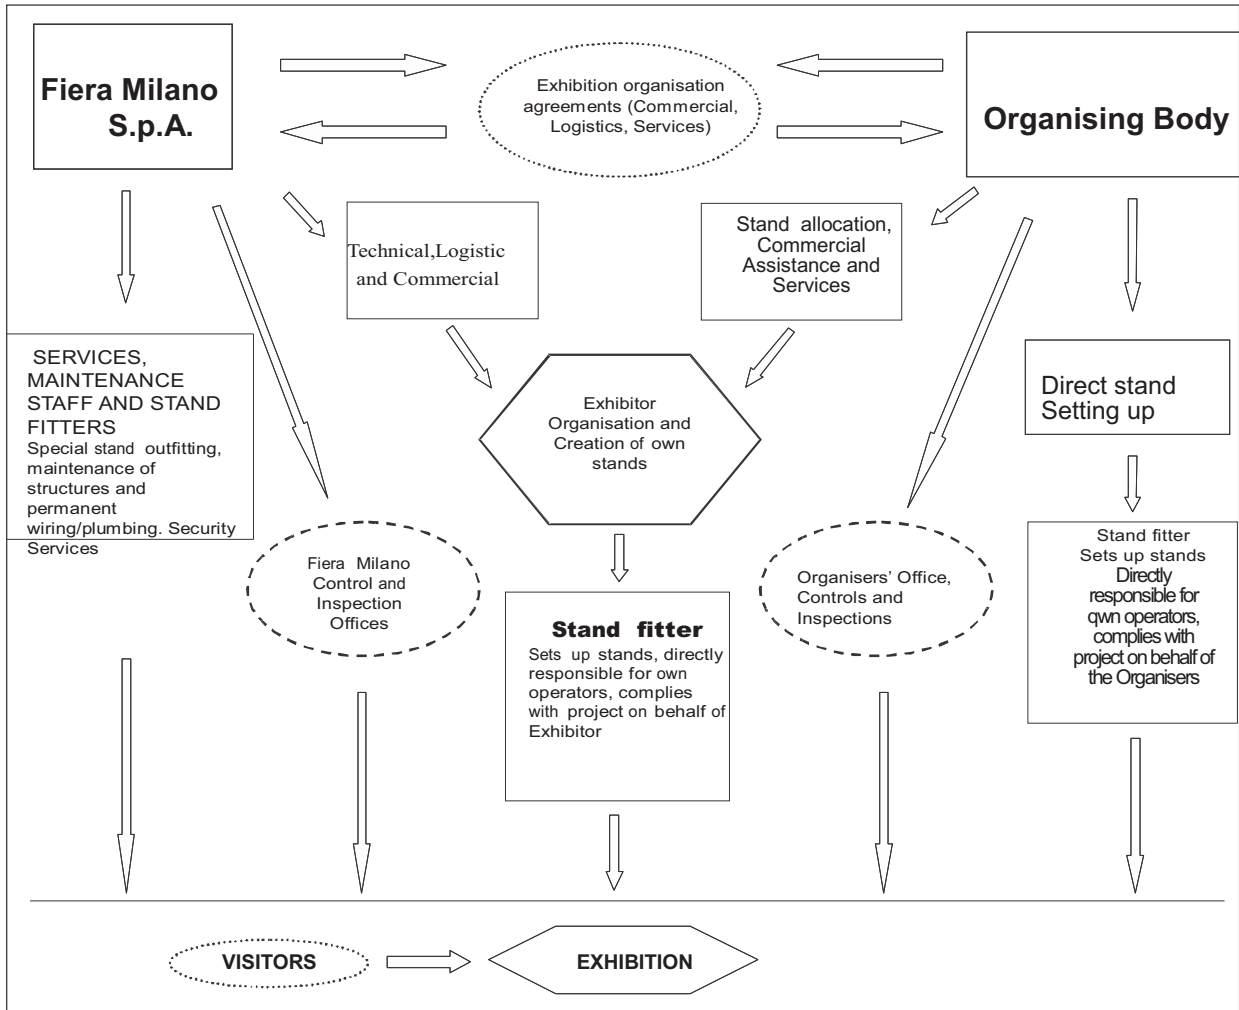 Fiera Milano
S.p.A.
Exhibition organisation
agreements (Commercial,
Logistics, Services)
Organising Body
Technical,Logistic
and Commercial
Stand allocation,
Commercial
Assistance and
Services
SERVICES,
MAINTENANCE
STAFF AND STAND
FITTERS
Special stand outfitting,
maintenance of
structures and
permanent
wiring/plumbing. Security
Services
Exhibitor
Organisation and
Creation of own
stands
Direct stand
Setting up
Fiera Milano
Control and
Inspection
Offices
Stand fitter
Sets up stands, directly
responsible for own
operators, complies
with project on behalf of
Exhibitor
Organisers' Office,
Controls and
Inspections
Stand fitter
Sets up stands
Directly
responsible for
qwn operators,
complies with
project on behalf of
the Organisers
VISITORS
EXHIBITION